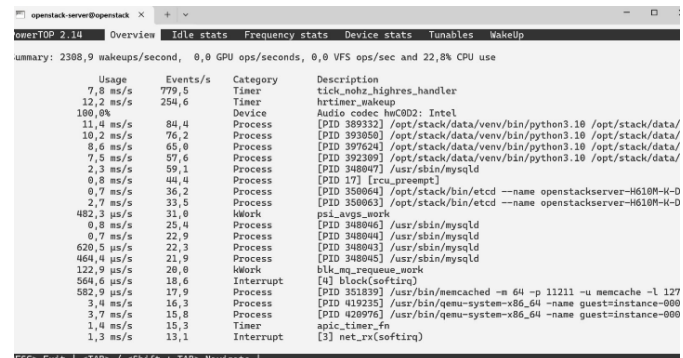 openstack-server@openstack × + ⌄
PowerTOP 2.14 Overview Idle stats Frequency stats Device stats Tunables WakeUp
ummary: 2308,9 wakeups/second, 0,0 GPU ops/seconds, 0,0 VFS ops/sec and 22,8% CPU use
Usage Events/s Category Description
7,8 ms/s 779,5 Timer tick_nohz_highres_handler
12,2 ms/s 254,6 Timer hrtimer_wakeup
100,0% Device Audio codec hwC0D2: Intel
11,4 ms/s 84,4 Process [PID 389332] /opt/stack/data/venv/bin/python3.10 /opt/stack/data/
10,2 ms/s 76,2 Process [PID 393050] /opt/stack/data/venv/bin/python3.10 /opt/stack/data/
8,6 ms/s 65,0 Process [PID 397624] /opt/stack/data/venv/bin/python3.10 /opt/stack/data/
7,5 ms/s 57,6 Process [PID 392309] /opt/stack/data/venv/bin/python3.10 /opt/stack/data/
2,3 ms/s 59,1 Process [PID 348047] /usr/sbin/mysqld
0,8 ms/s 44,4 Process [PID 17] [rcu_preempt]
0,7 ms/s 36,2 Process [PID 350064] /opt/stack/bin/etcd --name openstackserver-H610M-K-D
2,7 ms/s 33,5 Process [PID 350063] /opt/stack/bin/etcd --name openstackserver-H610M-K-D
482,3 µs/s 31,0 kWork psi_avgs_work
0,8 ms/s 25,4 Process [PID 348046] /usr/sbin/mysqld
0,7 ms/s 22,9 Process [PID 348044] /usr/sbin/mysqld
620,5 µs/s 22,3 Process [PID 348043] /usr/sbin/mysqld
464,4 µs/s 21,9 Process [PID 348045] /usr/sbin/mysqld
122,9 µs/s 20,0 kWork blk_mq_requeue_work
564,6 µs/s 18,6 Interrupt [4] block(softirq)
582,9 µs/s 17,9 Process [PID 351839] /usr/bin/memcached -m 64 -p 11211 -u memcache -l 127
3,4 ms/s 16,3 Process [PID 419235] /usr/bin/qemu-system-x86_64 -name guest=instance-000
3,7 ms/s 15,8 Process [PID 420976] /usr/bin/qemu-system-x86_64 -name guest=instance-000
1,4 ms/s 15,3 Timer apic_timer_fn
1,3 ms/s 13,1 Interrupt [3] net_rx(softirq)